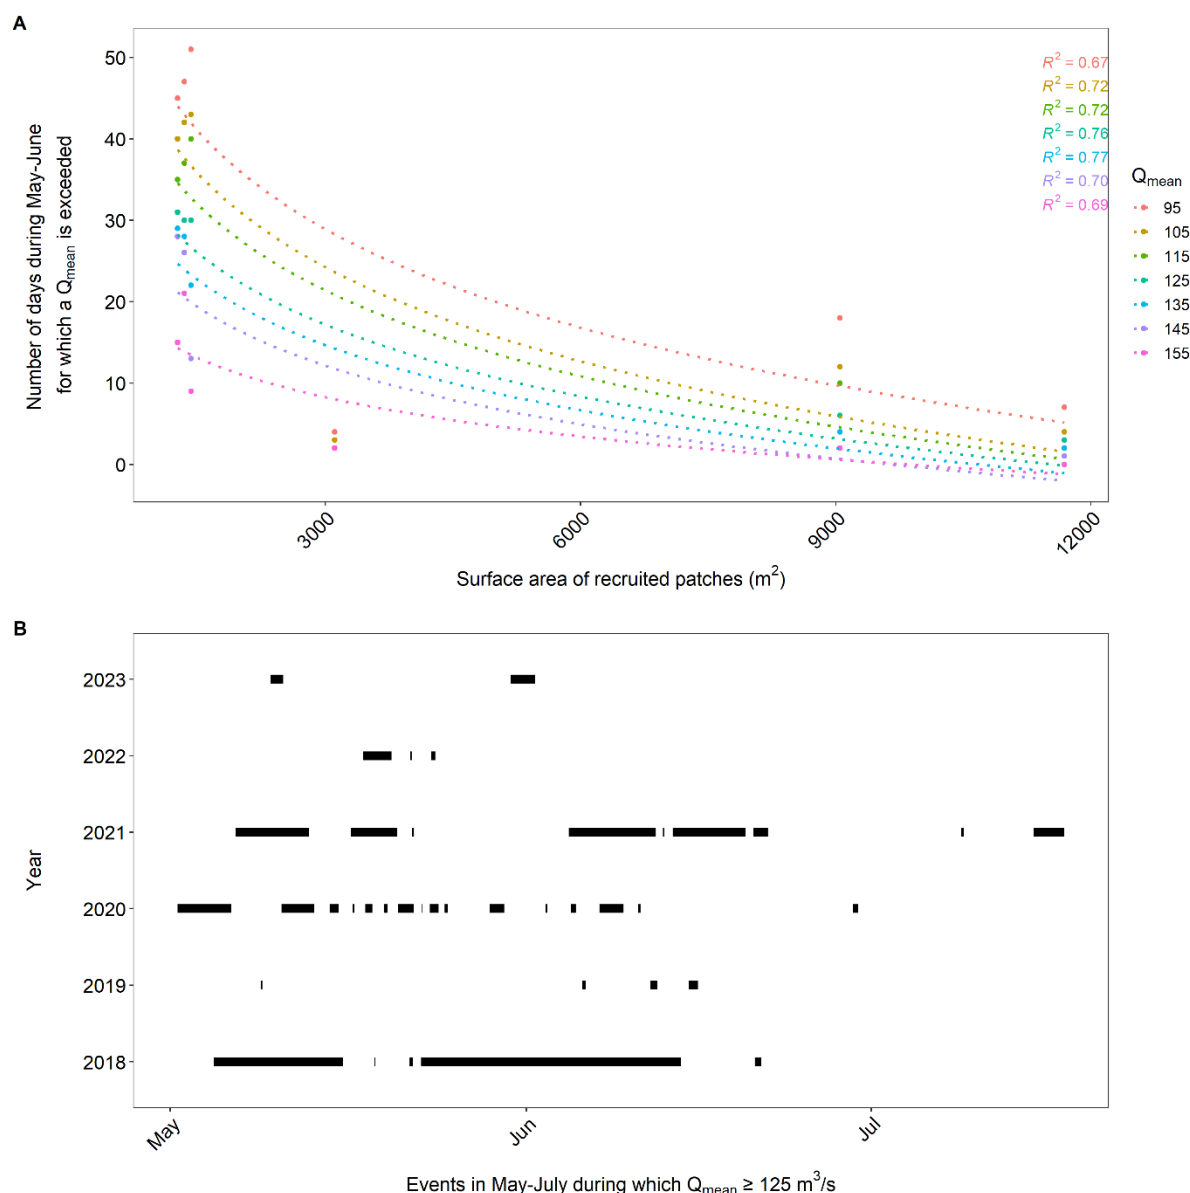 A
Number of days during May-June
for which a Qmean is exceeded
50
40
30
20
10
0
R² = 0.67
R² = 0.72
R² = 0.72
R² = 0.76
R² = 0.77
R² = 0.70
R² = 0.69
Qmean
95
105
115
125
135
145
155
3000
6000
9000
12000
Surface area of recruited patches (m²)
B
Year
2023
2022
2021
2020
2019
2018
May
Jun
Jul
Events in May-July during which Qmean ≥ 125 m³/s